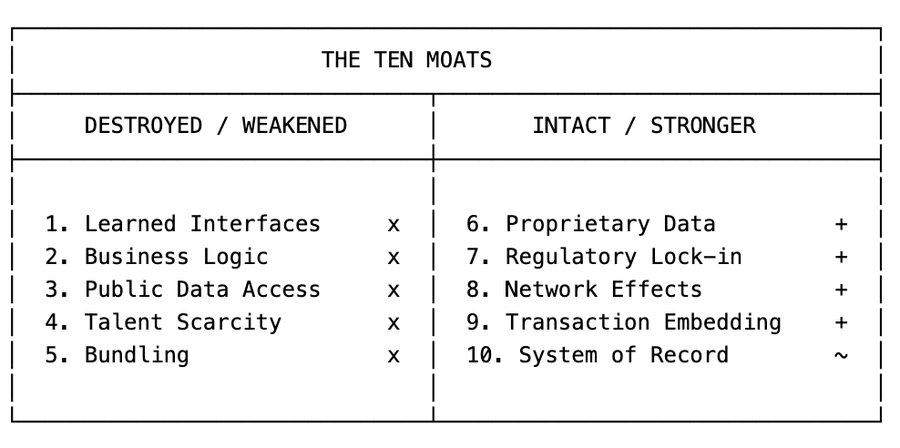 THE TEN MOATS
DESTROYED / WEAKENED
1. Learned Interfaces x
2. Business Logic x
3. Public Data Access x
4. Talent Scarcity x
5. Bundling x
INTACT / STRONGER
6. Proprietary Data +
7. Regulatory Lock-in +
8. Network Effects +
9. Transaction Embedding +
10. System of Record ~